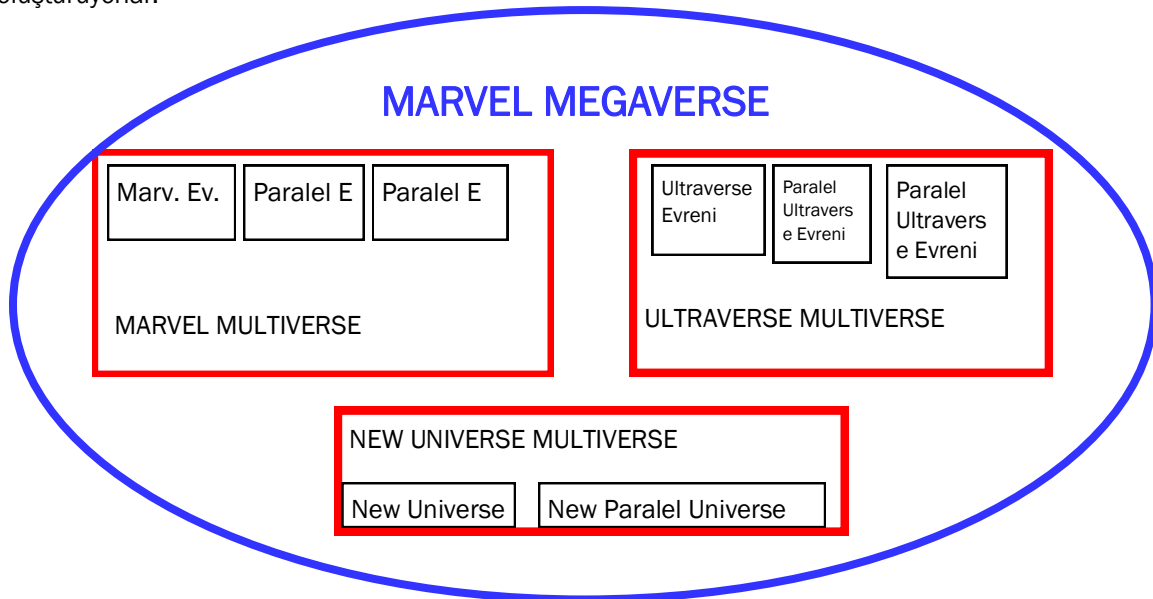 oluşturuyorlar.
MARVEL MEGAVERSE
Marv. Ev.
Paralel E
Paralel E
MARVEL MULTIVERSE
Ultraverse
Evreni
Paralel
Ultravers
e Evreni
Paralel
Ultravers
e Evreni
ULTRAVERSE MULTIVERSE
NEW UNIVERSE MULTIVERSE
New Universe
New Paralel Universe